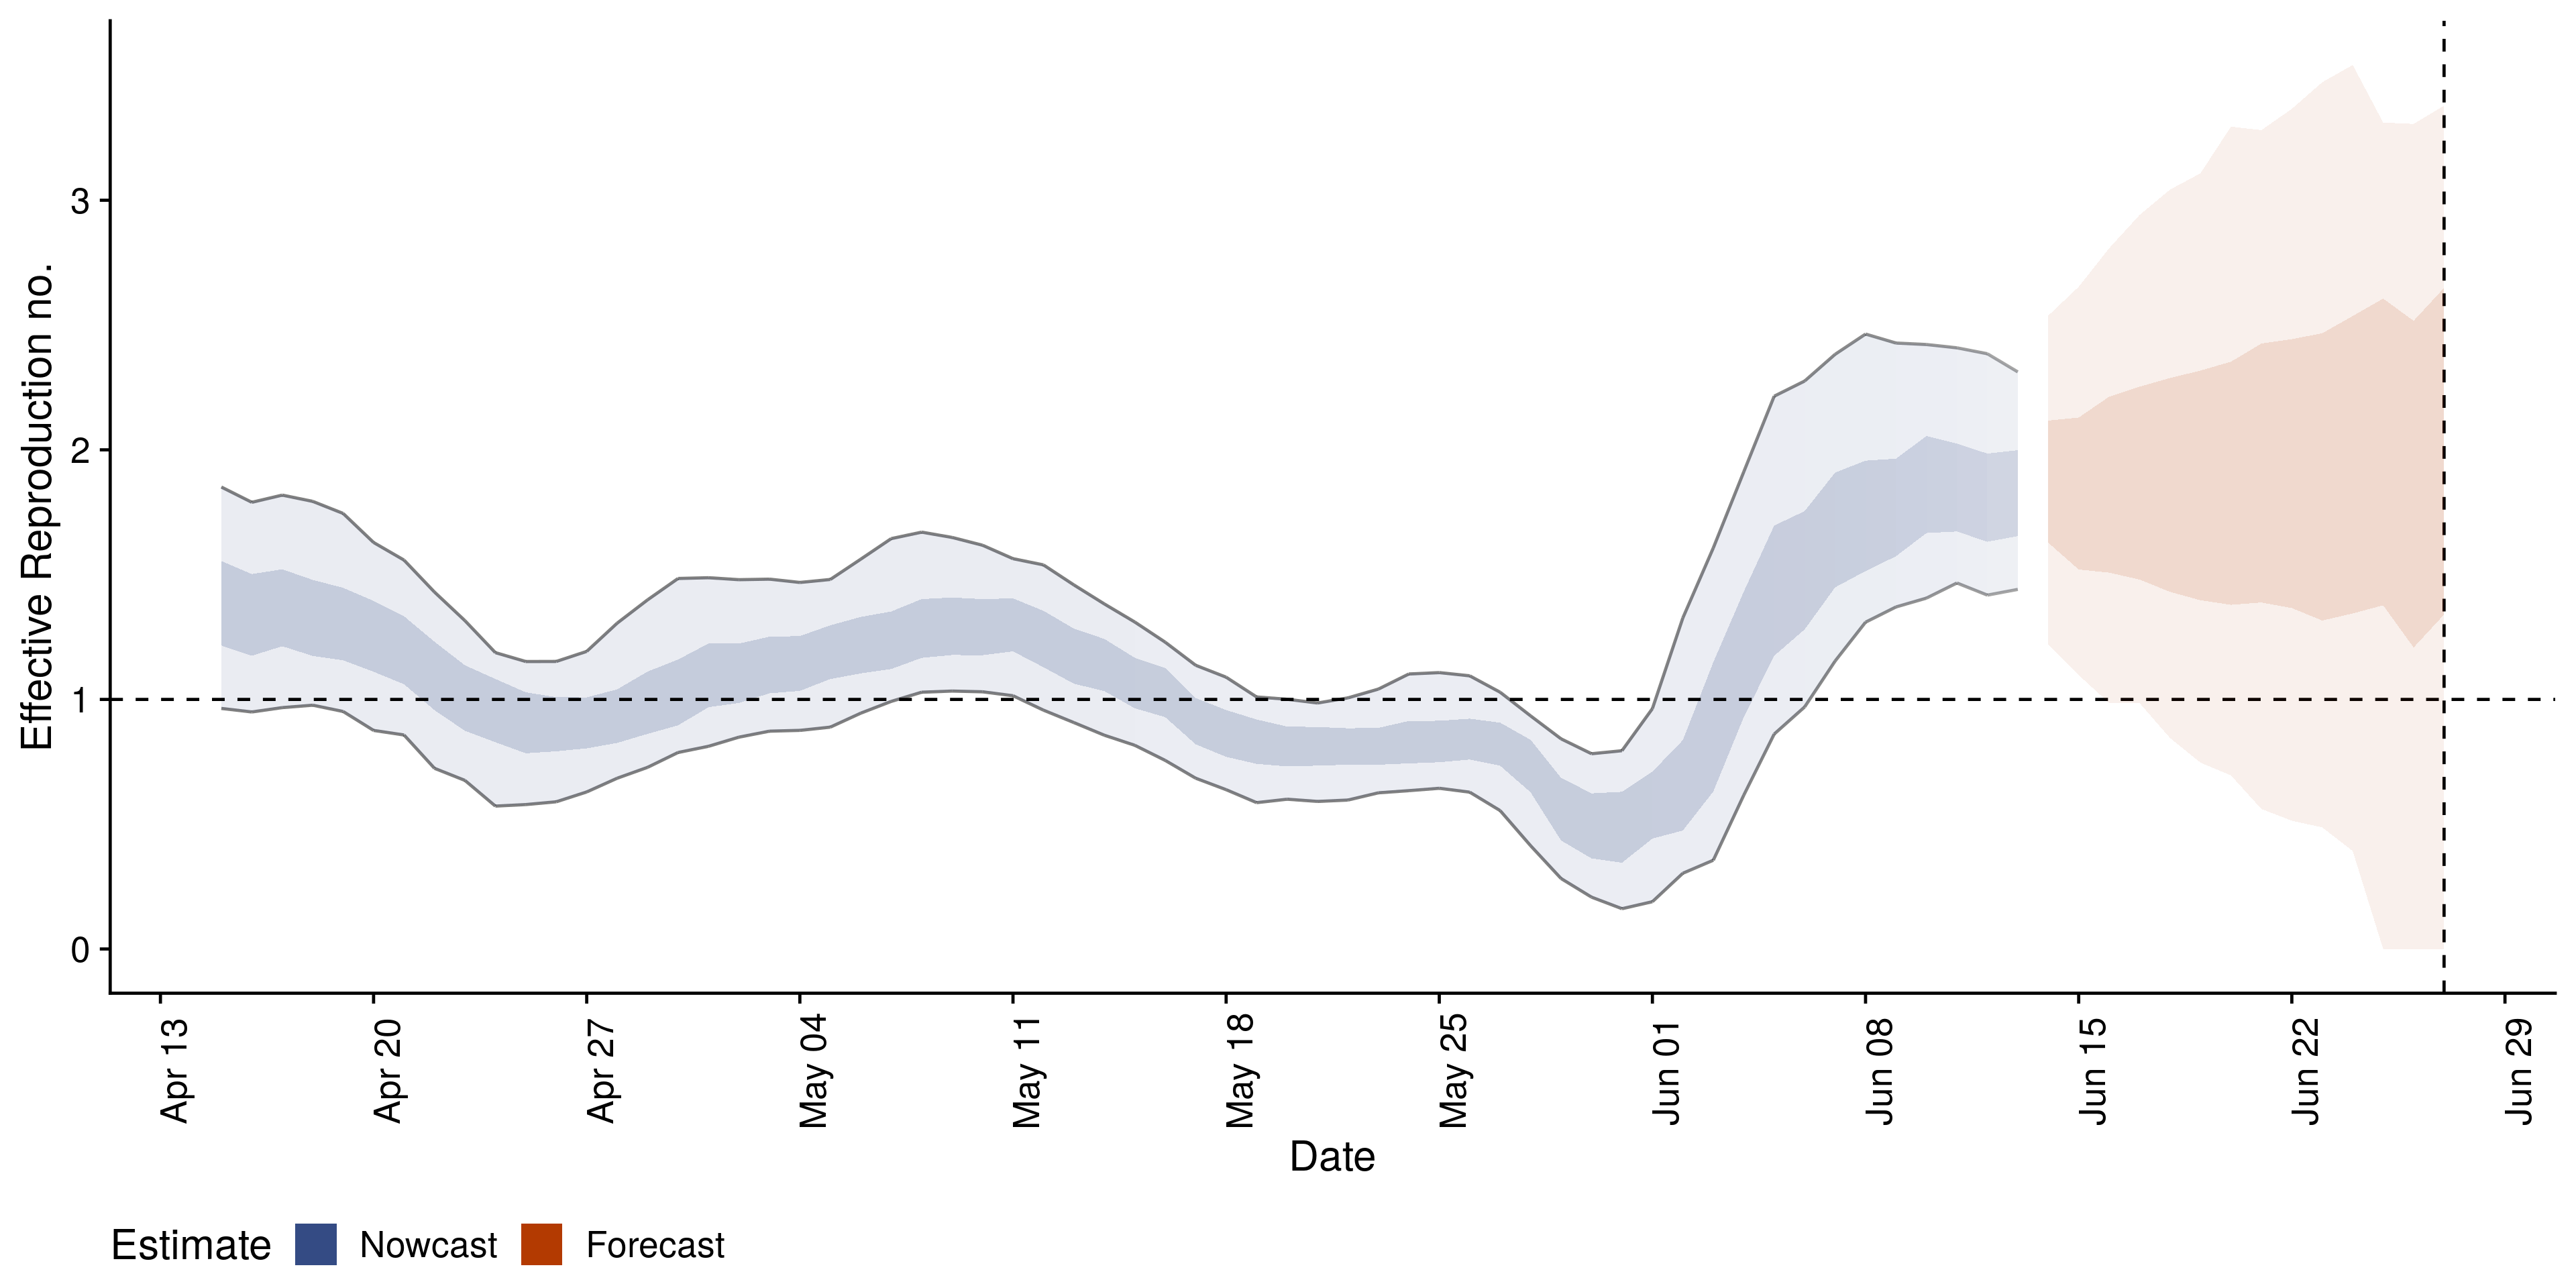 Effective Reproduction no.
3
2
1
0
Apr 13
Apr 20
Apr 27
May 04
May 11
May 18
May 25
Jun 01
Jun 08
Jun 15
Jun 22
Jun 29
Date
Estimate Nowcast Forecast